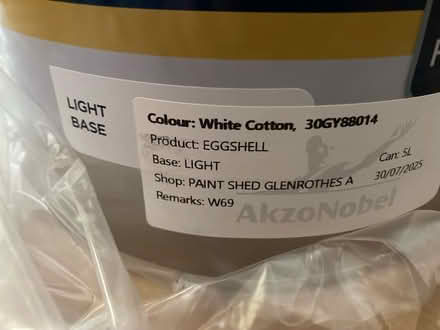 LIGHT
BASE
Colour: White Cotton, 30GY88014
Product: EGGSHELL
Base: LIGHT
Can: 5L
Shop: PAINT SHED GLENROTHES A
30/07/2025
Remarks: W69
AkzoNobel